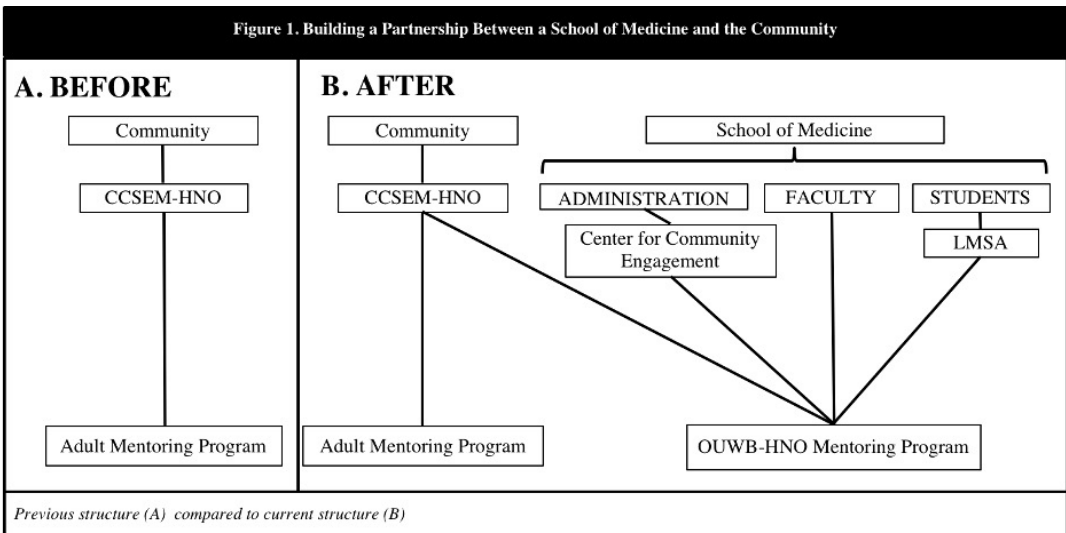 Figure 1. Building a Partnership Between a School of Medicine and the Community
A. BEFORE
Community
CCSEM-HNO
Adult Mentoring Program
B. AFTER
Community
School of Medicine
CCSEM-HNO
ADMINISTRATION
FACULTY
STUDENTS
Center for Community
Engagement
LMSA
Adult Mentoring Program
OUWB-HNO Mentoring Program
Previous structure (A) compared to current structure (B)